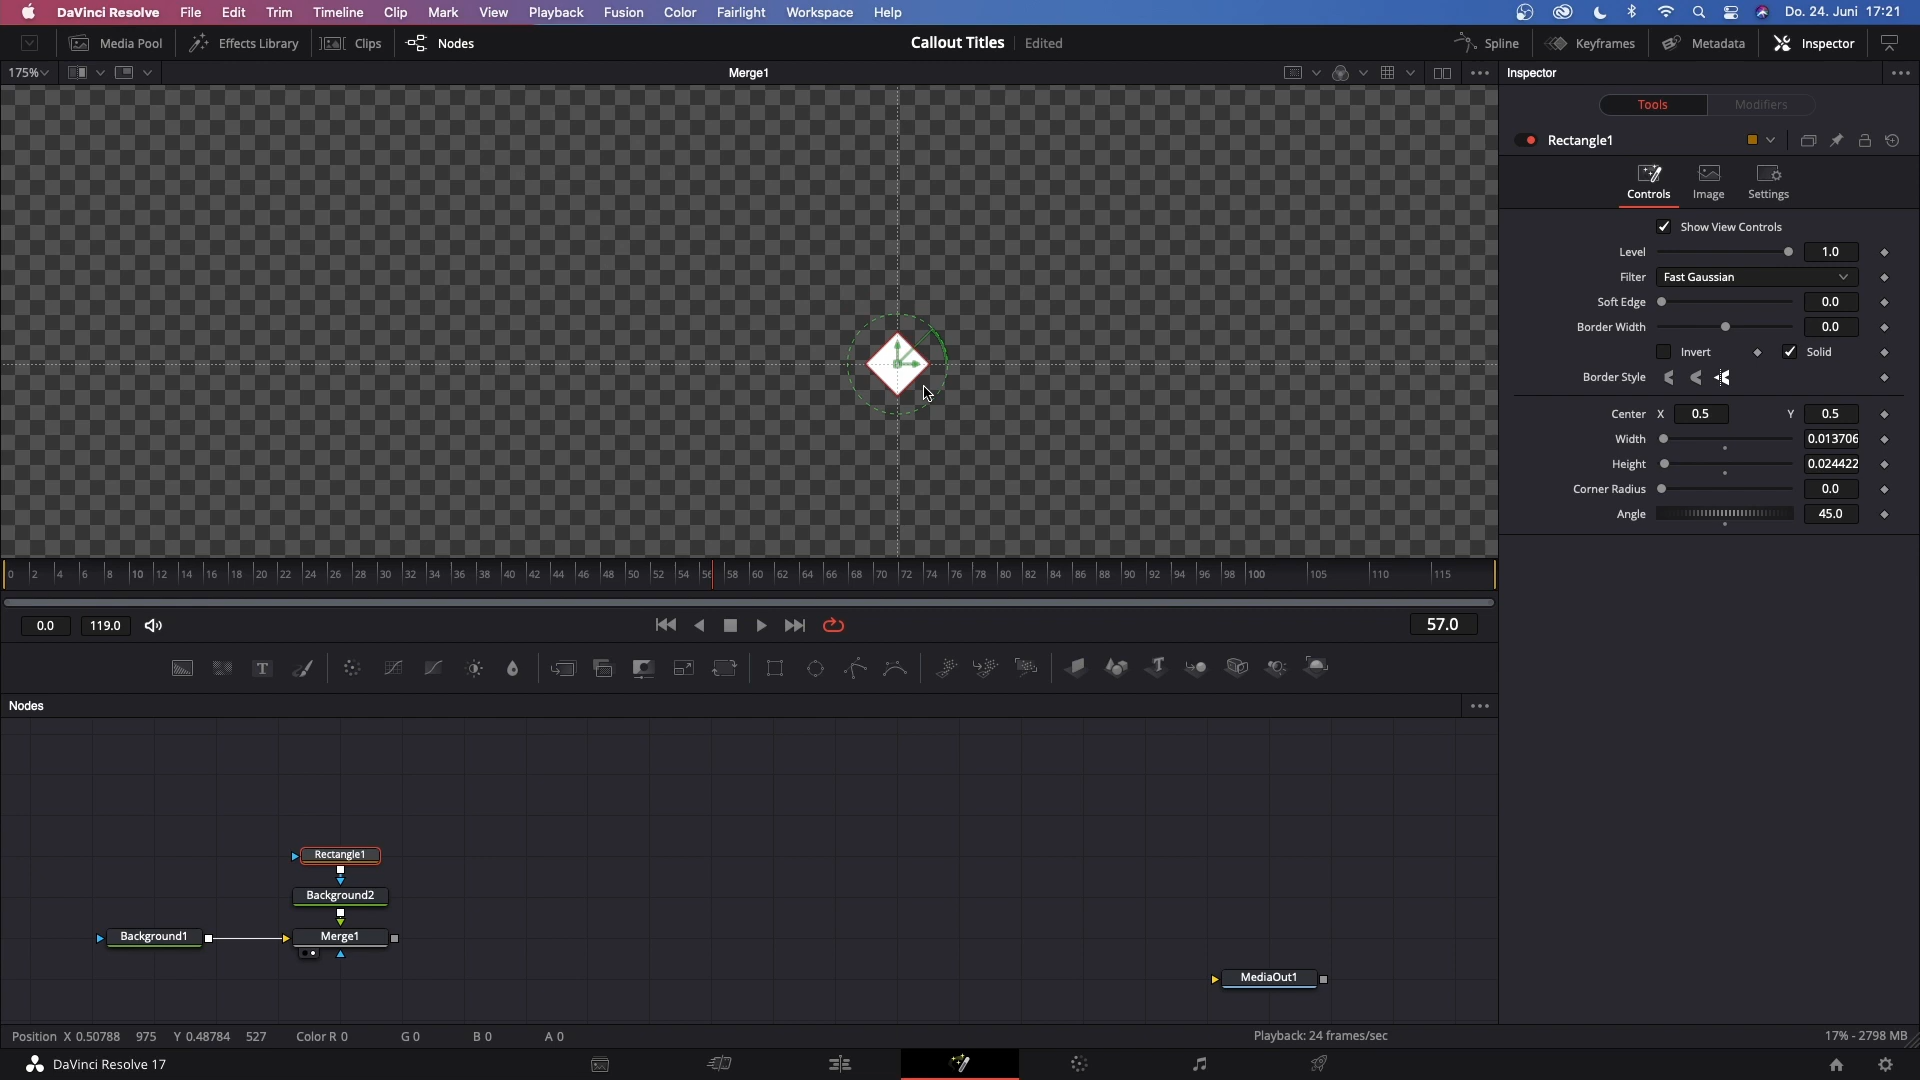 DaVinci Resolve File Edit Trim Timeline Clip Mark View Playback Fusion Color Fairlight Workspace Help Do. 24. Juni 17:21
Media Pool Effects Library Clips Nodes Callout Titles Edited Spline Keyframes Metadata Inspector
175% Merge1 Inspector
Tools Modifiers
Rectangle1
Controls Image Settings
Show View Controls
Level 1.0
Filter Fast Gaussian
Soft Edge 0.0
Border Width 0.0
Invert Solid
Border Style
Center X 0.5 Y 0.5
Width 0.013706
Height 0.024422
Corner Radius 0.0
Angle 45.0
0 2 4 6 8 10 12 14 16 18 20 22 24 26 28 30 32 34 36 38 40 42 44 46 48 50 52 54 56 58 60 62 64 66 68 70 72 74 76 78 80 82 84 86 88 90 92 94 96 98 100 105 110 115
0.0 119.0 57.0
T T
Nodes
Rectangle1
Background2
Background1 Merge1
MediaOut1
Position X 0.50788 975 Y 0.48784 527 Color R 0 G 0 B 0 A 0 Playback: 24 frames/sec 17% - 2798 MB
DaVinci Resolve 17